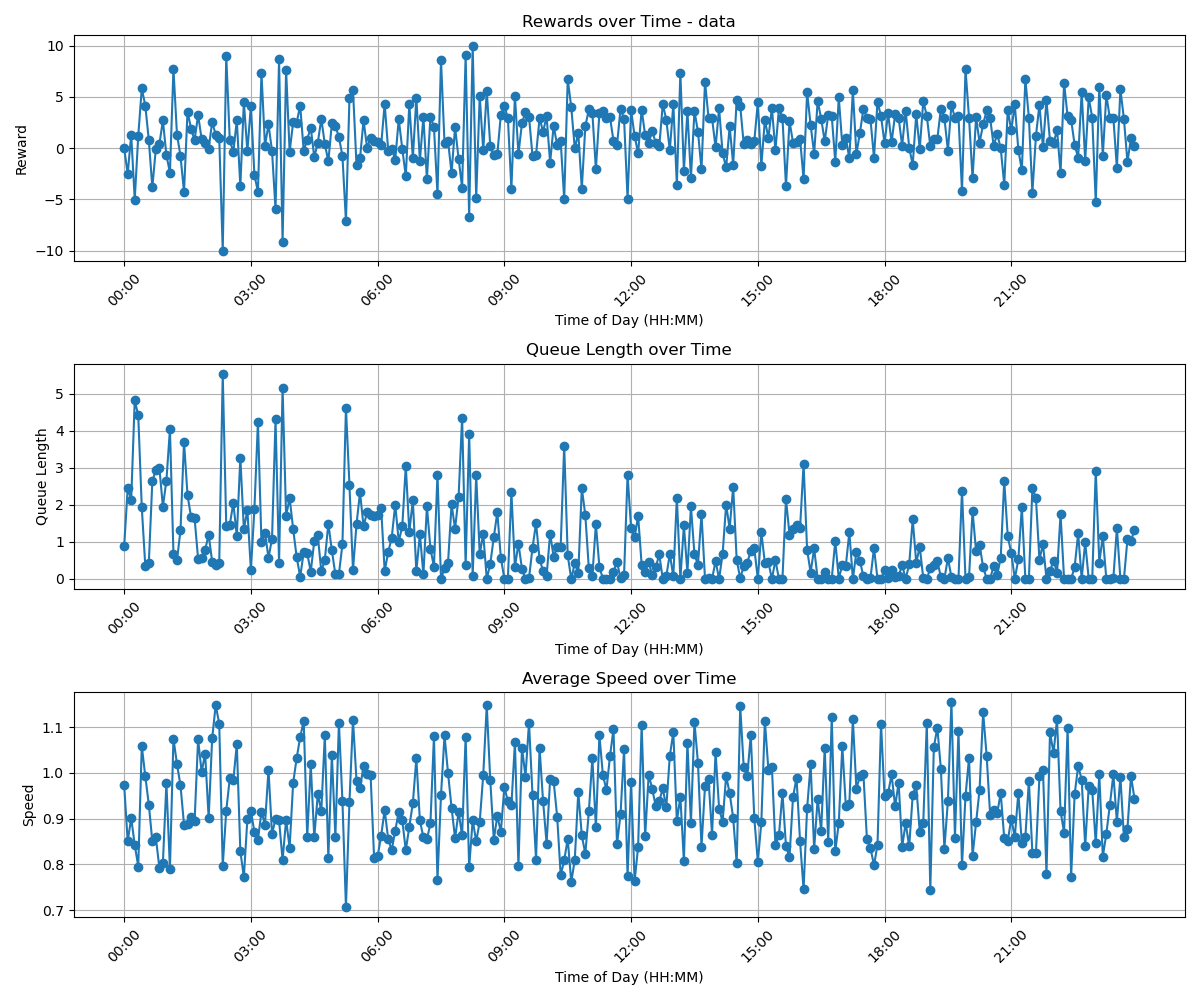 Rewards over Time - data
Reward
10
5
0
−5
−10
00:00 03:00 06:00 09:00 12:00 15:00 18:00 21:00
Time of Day (HH:MM)
Queue Length over Time
Queue Length
5
4
3
2
1
0
00:00 03:00 06:00 09:00 12:00 15:00 18:00 21:00
Time of Day (HH:MM)
Average Speed over Time
Speed
1.1
1.0
0.9
0.8
0.7
00:00 03:00 06:00 09:00 12:00 15:00 18:00 21:00
Time of Day (HH:MM)